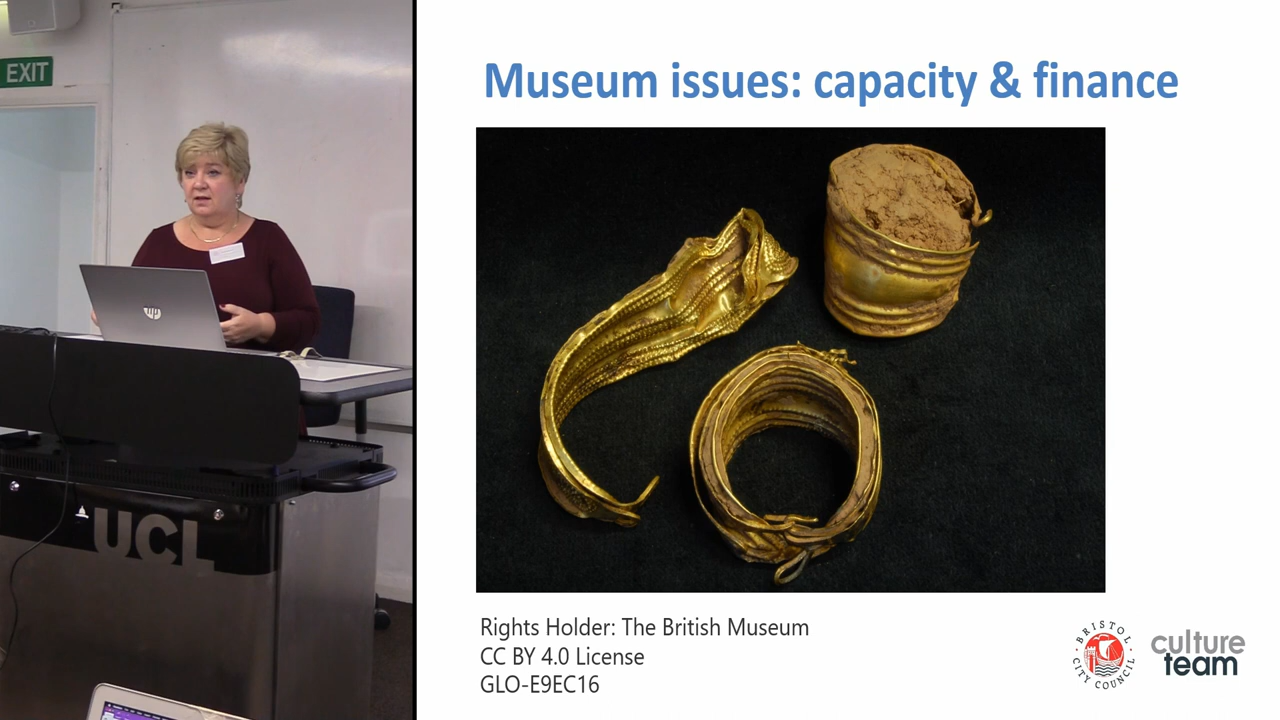 EXIT
hp
UCL
Museum issues: capacity & finance
Rights Holder: The British Museum
CC BY 4.0 License
GLO-E9EC16
BRISTOL
CITY COUNCIL
culture
team